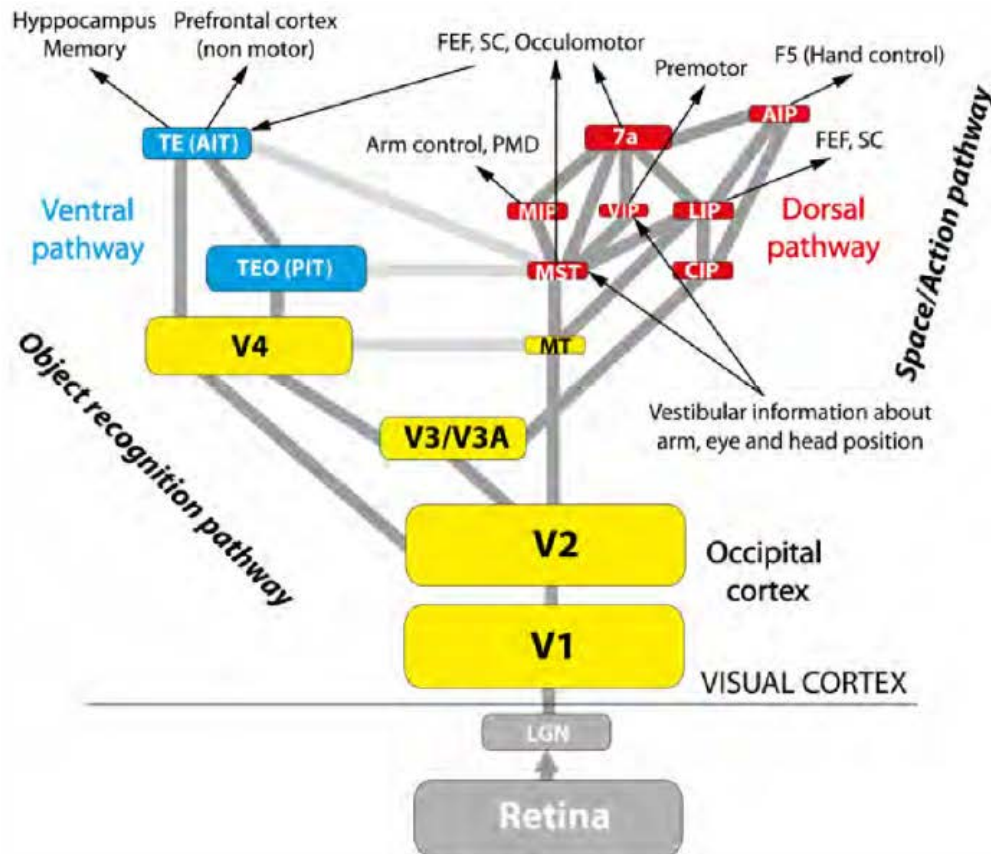 Hyppocampus
Memory
Prefrontal cortex
(non motor)
FEF, SC, Occulomotor
Premotor
F5 (Hand control)
TE (AIT)
Arm control, PMD
7a
AIP
FEF, SC
Ventral
pathway
MIP
VIP
LIP
Dorsal
pathway
Space/Action pathway
TEO (PIT)
MST
CIP
V4
MT
Object recognition pathway
V3/V3A
Vestibular information about
arm, eye and head position
V2
Occipital
cortex
V1
VISUAL CORTEX
LGN
Retina